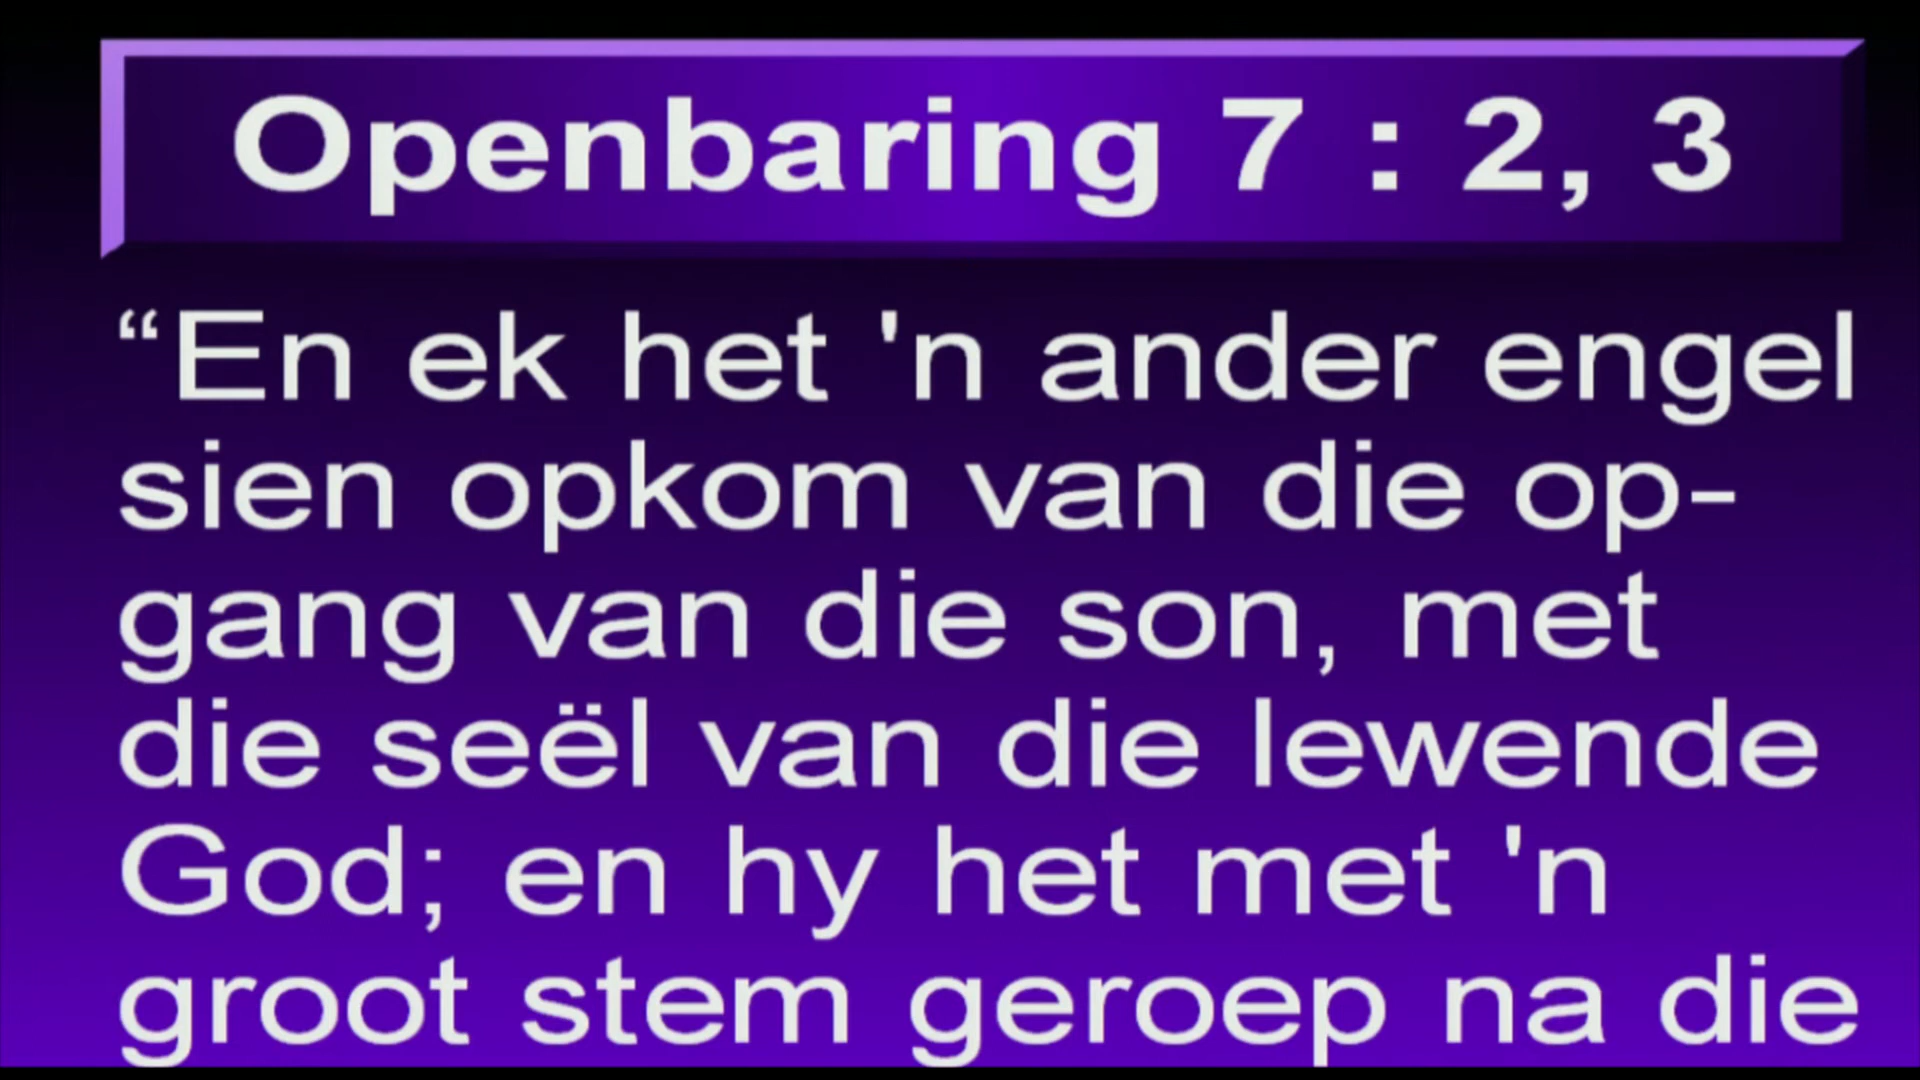 Openbaring 7 : 2, 3
“En ek het 'n ander engel
sien opkom van die op-
gang van die son, met
die seël van die lewende
God; en hy het met 'n
groot stem geroep na die